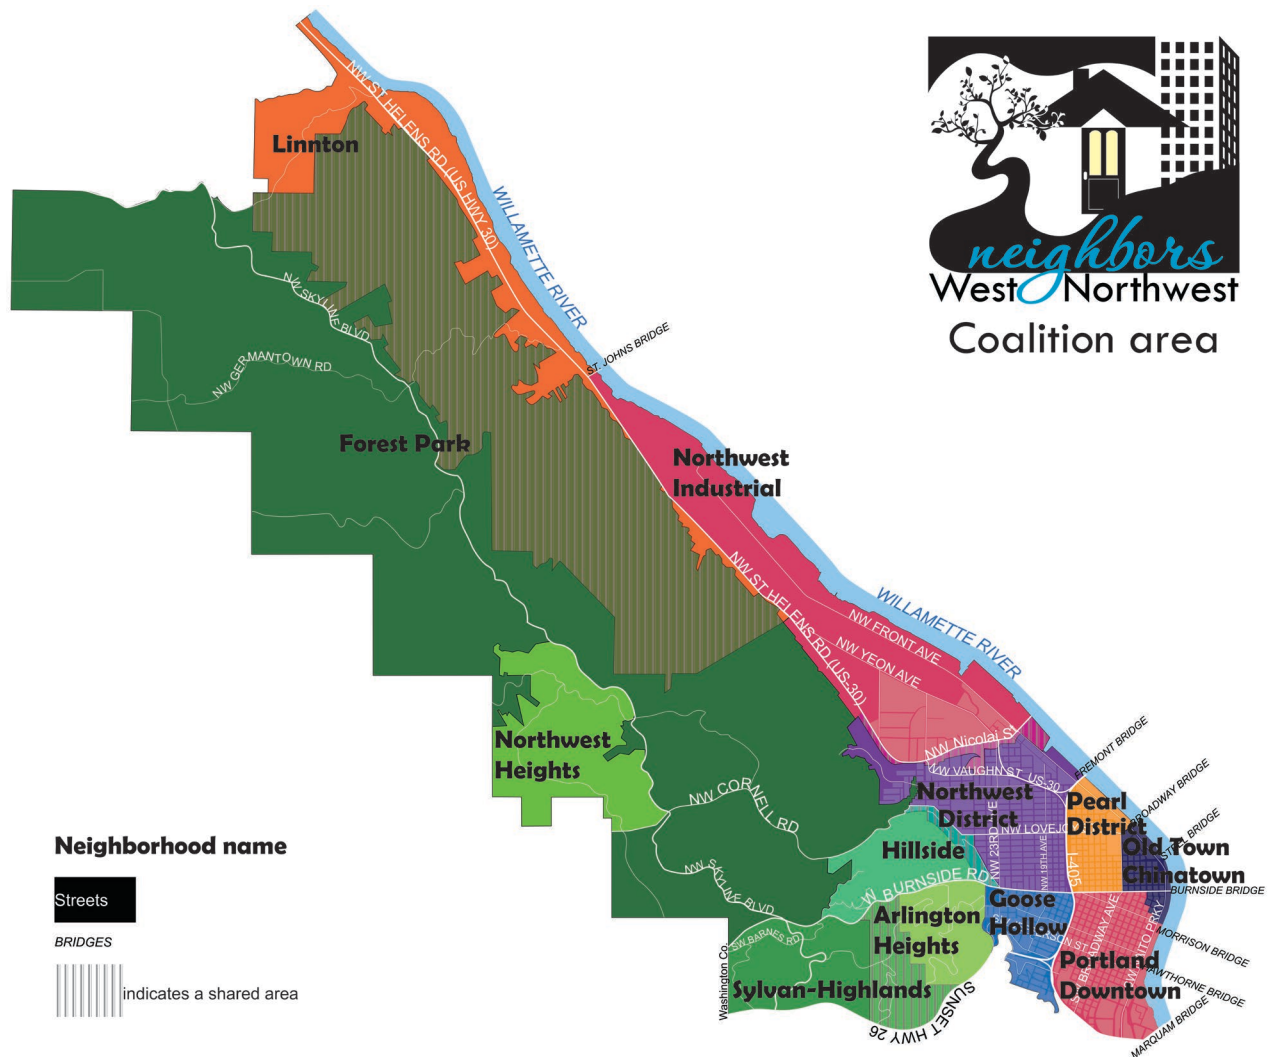 neighbors
West Northwest
Coalition area
Linnton
NW ST HELENS RD (US HWY 30)
WILLAMETTE RIVER
NW SKYLINE BLVD
NW GERMANTOWN RD
ST. JOHNS BRIDGE
Forest Park
Northwest
Industrial
NW ST HELENS RD (US-30)
WILLAMETTE RIVER
NW FRONT AVE
NW YEON AVE
Northwest
Heights
NW Nicolai St
FREMONT BRIDGE
NW VAUGHN ST US-30
BROADWAY BRIDGE
NW CORNELL RD
Northwest
District
NW 23RD AVE
NW 19TH AVE
I-405
Pearl
District
STEEL BRIDGE
Old Town
Chinatown
BURNSIDE BRIDGE
Hillside
W BURNSIDE RD
NW SKYLINE BLVD
Arlington
Heights
Goose
Hollow
SW BARNES RD
BROADWAY AVE
MORRISON BRIDGE
Portland
Downtown
Sylvan-Highlands
SUNSET HWY 26
MARQUAM BRIDGE
Washington Co.
Neighborhood name
Streets
BRIDGES
indicates a shared area